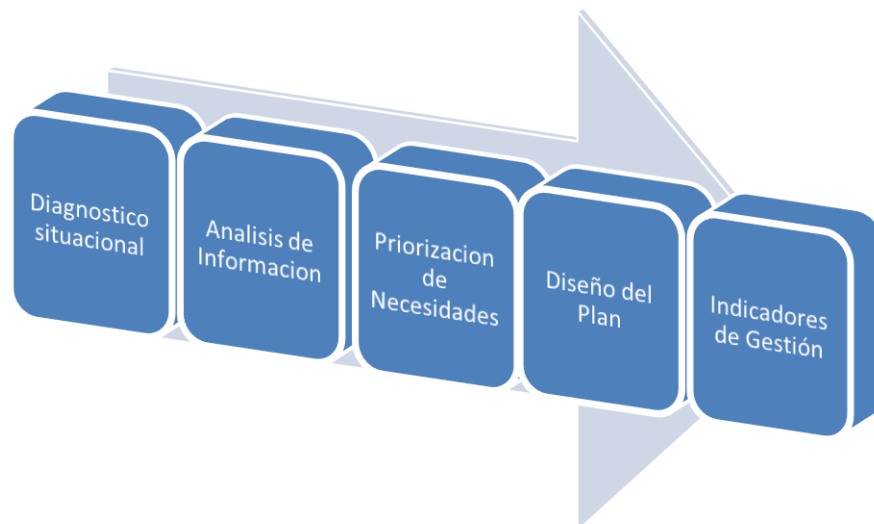 Diagnostico
situacional
Analisis de
Informacion
Priorizacion
de
Necesidades
Diseño del
Plan
Indicadores
de Gestión